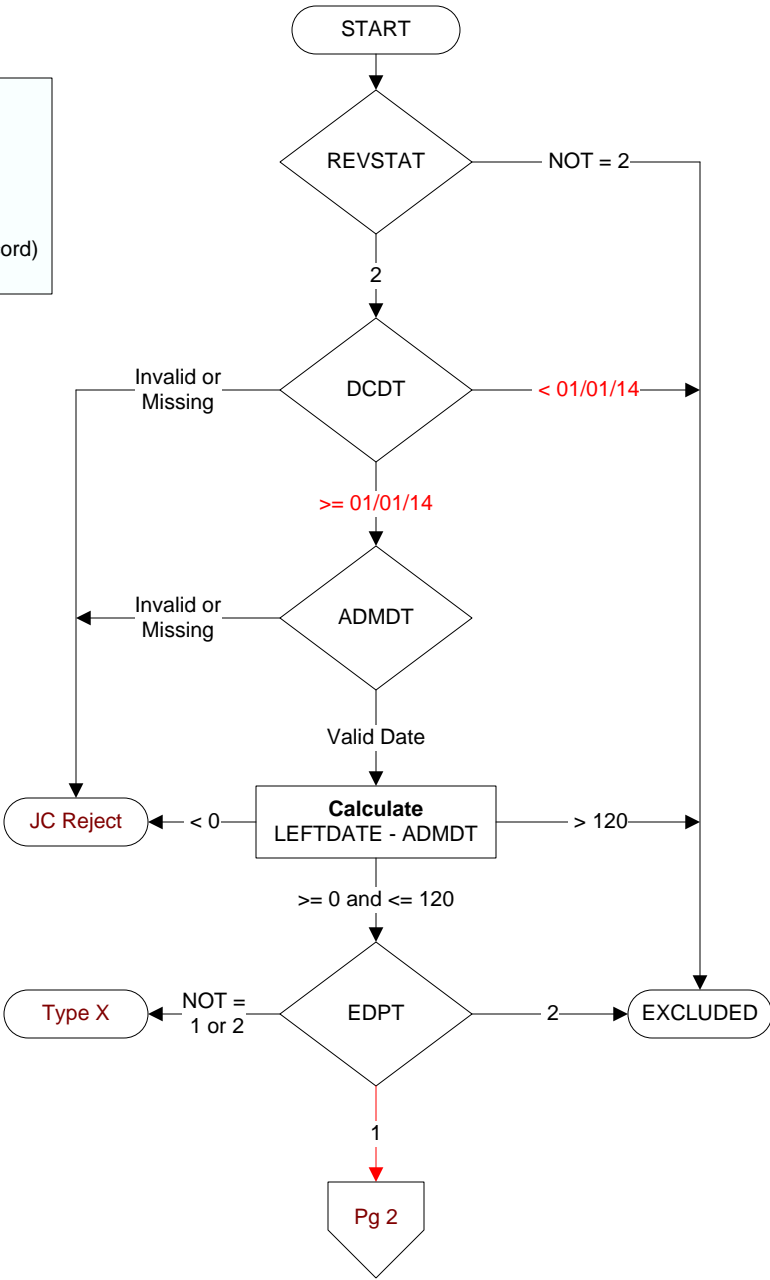 START
REVSTAT
NOT = 2
ord)
2
Invalid or
Missing
DCDT
< 01/01/14
>= 01/01/14
Invalid or
Missing
ADMDT
Valid Date
JC Reject
< 0
Calculate
LEFTDATE - ADMDT
> 120
>= 0 and <= 120
Type X
NOT =
1 or 2
EDPT
2
EXCLUDED
1
Pg 2